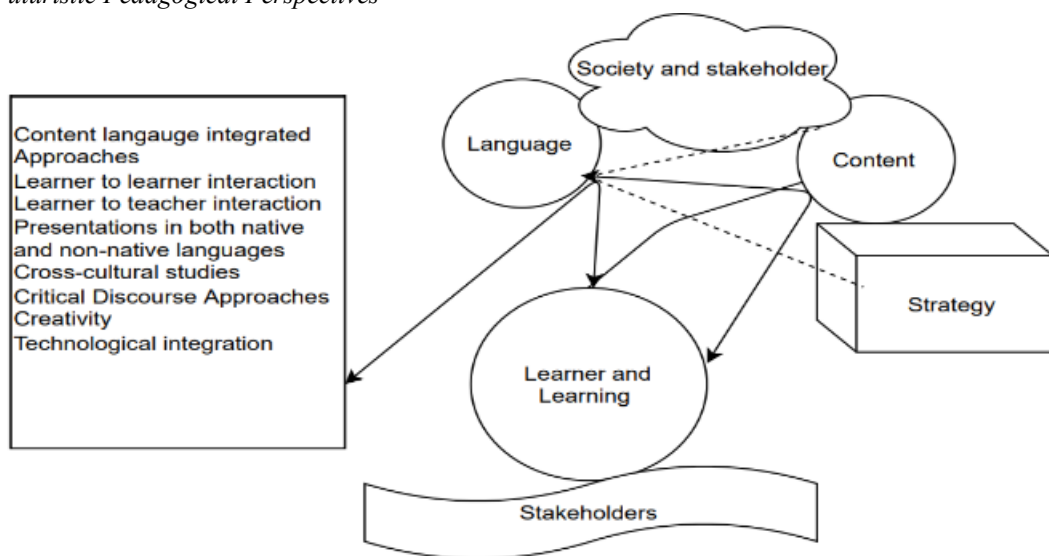 uturistic Pedagogical Perspectives
Society and stakeholder
Language
Content
Content langauge integrated
Approaches
Learner to learner interaction
Learner to teacher interaction
Presentations in both native
and non-native languages
Cross-cultural studies
Critical Discourse Approaches
Creativity
Technological integration
Strategy
Learner and
Learning
Stakeholders